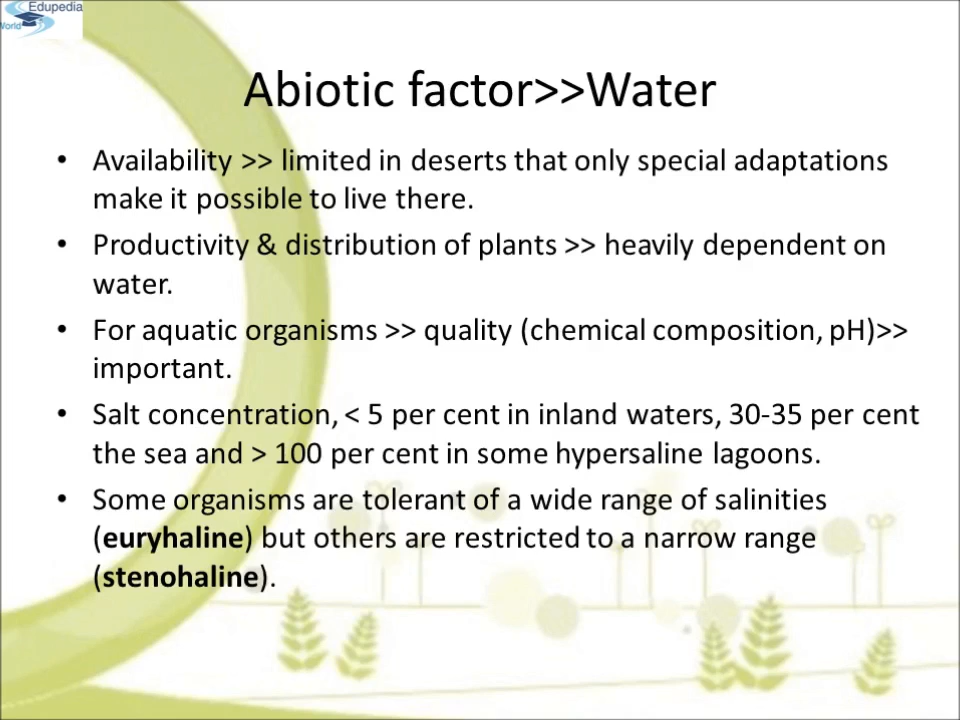 Edupedia
World
Abiotic factor>>Water
• Availability >> limited in deserts that only special adaptations
make it possible to live there.
• Productivity & distribution of plants >> heavily dependent on
water.
• For aquatic organisms >> quality (chemical composition, pH)>>
important.
• Salt concentration, < 5 per cent in inland waters, 30-35 per cent
the sea and > 100 per cent in some hypersaline lagoons.
• Some organisms are tolerant of a wide range of salinities
(euryhaline) but others are restricted to a narrow range
(stenohaline).